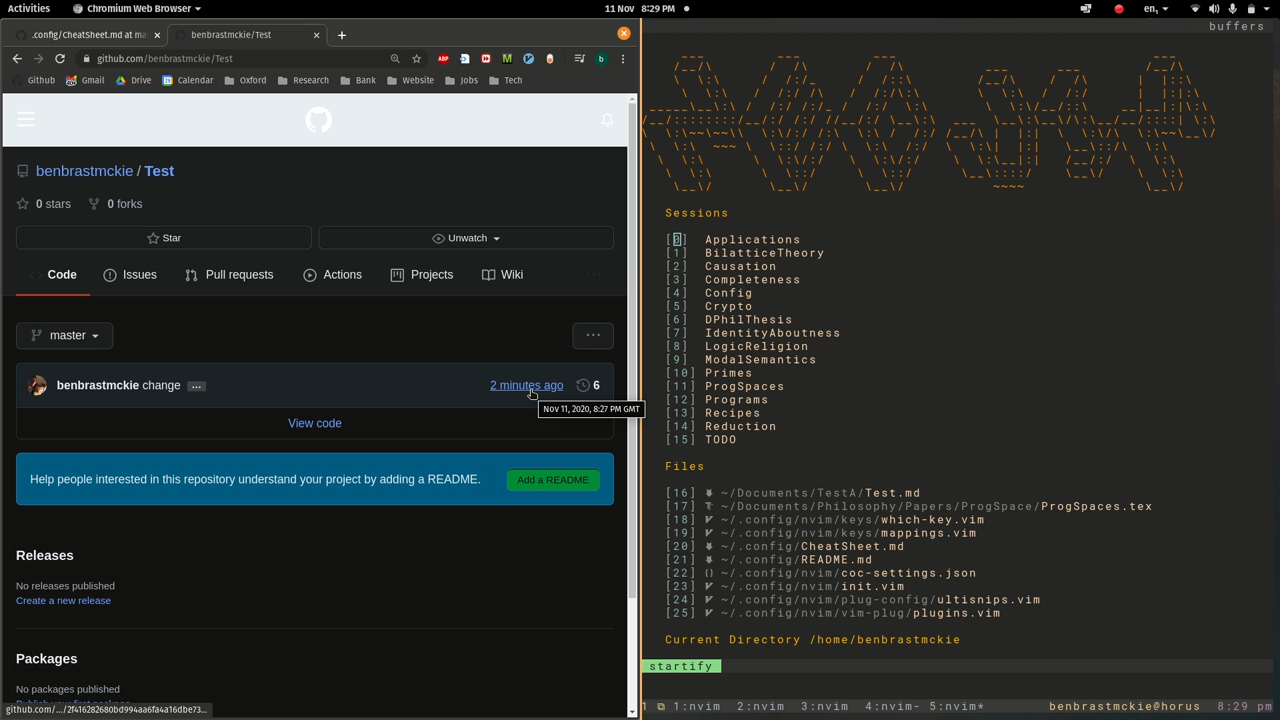 Activities
Chromium Web Browser
11 Nov 8:29 PM
en₁
.config/CheatSheet.md at ma
benbrastmckie/Test
github.com/benbrastmckie/Test
ABP
M
b
Github
Gmail
Drive
Calendar
Oxford
Research
Bank
Website
Jobs
Tech
benbrastmckie / Test
0 stars
0 forks
Star
Unwatch
Code
Issues
Pull requests
Actions
Projects
Wiki
master
benbrastmckie change ...
2 minutes ago
6
Nov 11, 2020, 8:27 PM GMT
View code
Help people interested in this repository understand your project by adding a README.
Add a README
Releases
No releases published
Create a new release
Packages
No packages published
github.com/.../2f416282680bd994aa6fa4a16dbe73...
buffers
Sessions
[0] Applications
[1] BilatticeTheory
[2] Causation
[3] Completeness
[4] Config
[5] Crypto
[6] DPhilThesis
[7] IdentityAboutness
[8] LogicReligion
[9] ModalSemantics
[10] Primes
[11] ProgSpaces
[12] Programs
[13] Recipes
[14] Reduction
[15] TODO
Files
[16] ~/Documents/TestA/Test.md
[17] ~/Documents/Philosophy/Papers/ProgSpace/ProgSpaces.tex
[18] ~/.config/nvim/keys/which-key.vim
[19] ~/.config/nvim/keys/mappings.vim
[20] ~/.config/CheatSheet.md
[21] ~/.config/README.md
[22] {} ~/.config/nvim/coc-settings.json
[23] ~/.config/nvim/init.vim
[24] ~/.config/nvim/plug-config/ultisnips.vim
[25] ~/.config/nvim/vim-plug/plugins.vim
Current Directory /home/benbrastmckie
startify
1 1:nvim 2:nvim 3:nvim 4:nvim- 5:nvim*
benbrastmckie@horus 8:29 pm